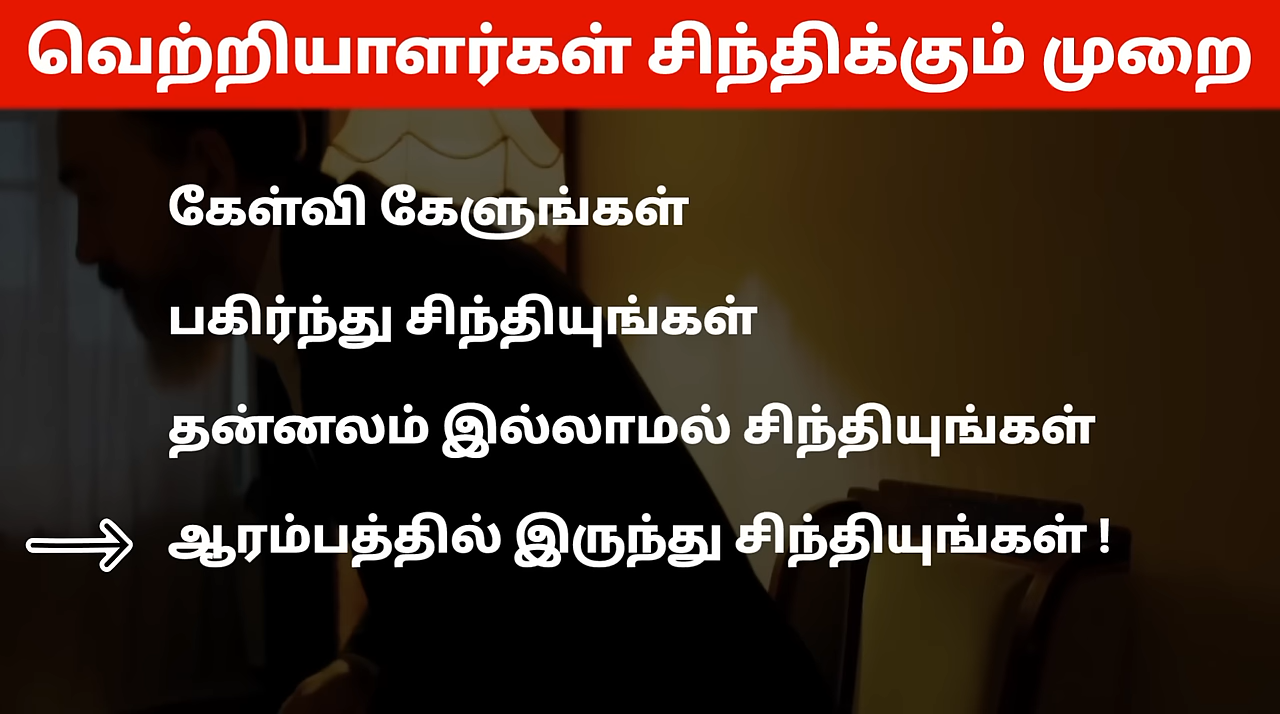 வெற்றியாளர்கள் சிந்திக்கும் முறை
கேள்வி கேளுங்கள்
பகிர்ந்து சிந்தியுங்கள்
தன்னலம் இல்லாமல் சிந்தியுங்கள்
ஆரம்பத்தில் இருந்து சிந்தியுங்கள் !